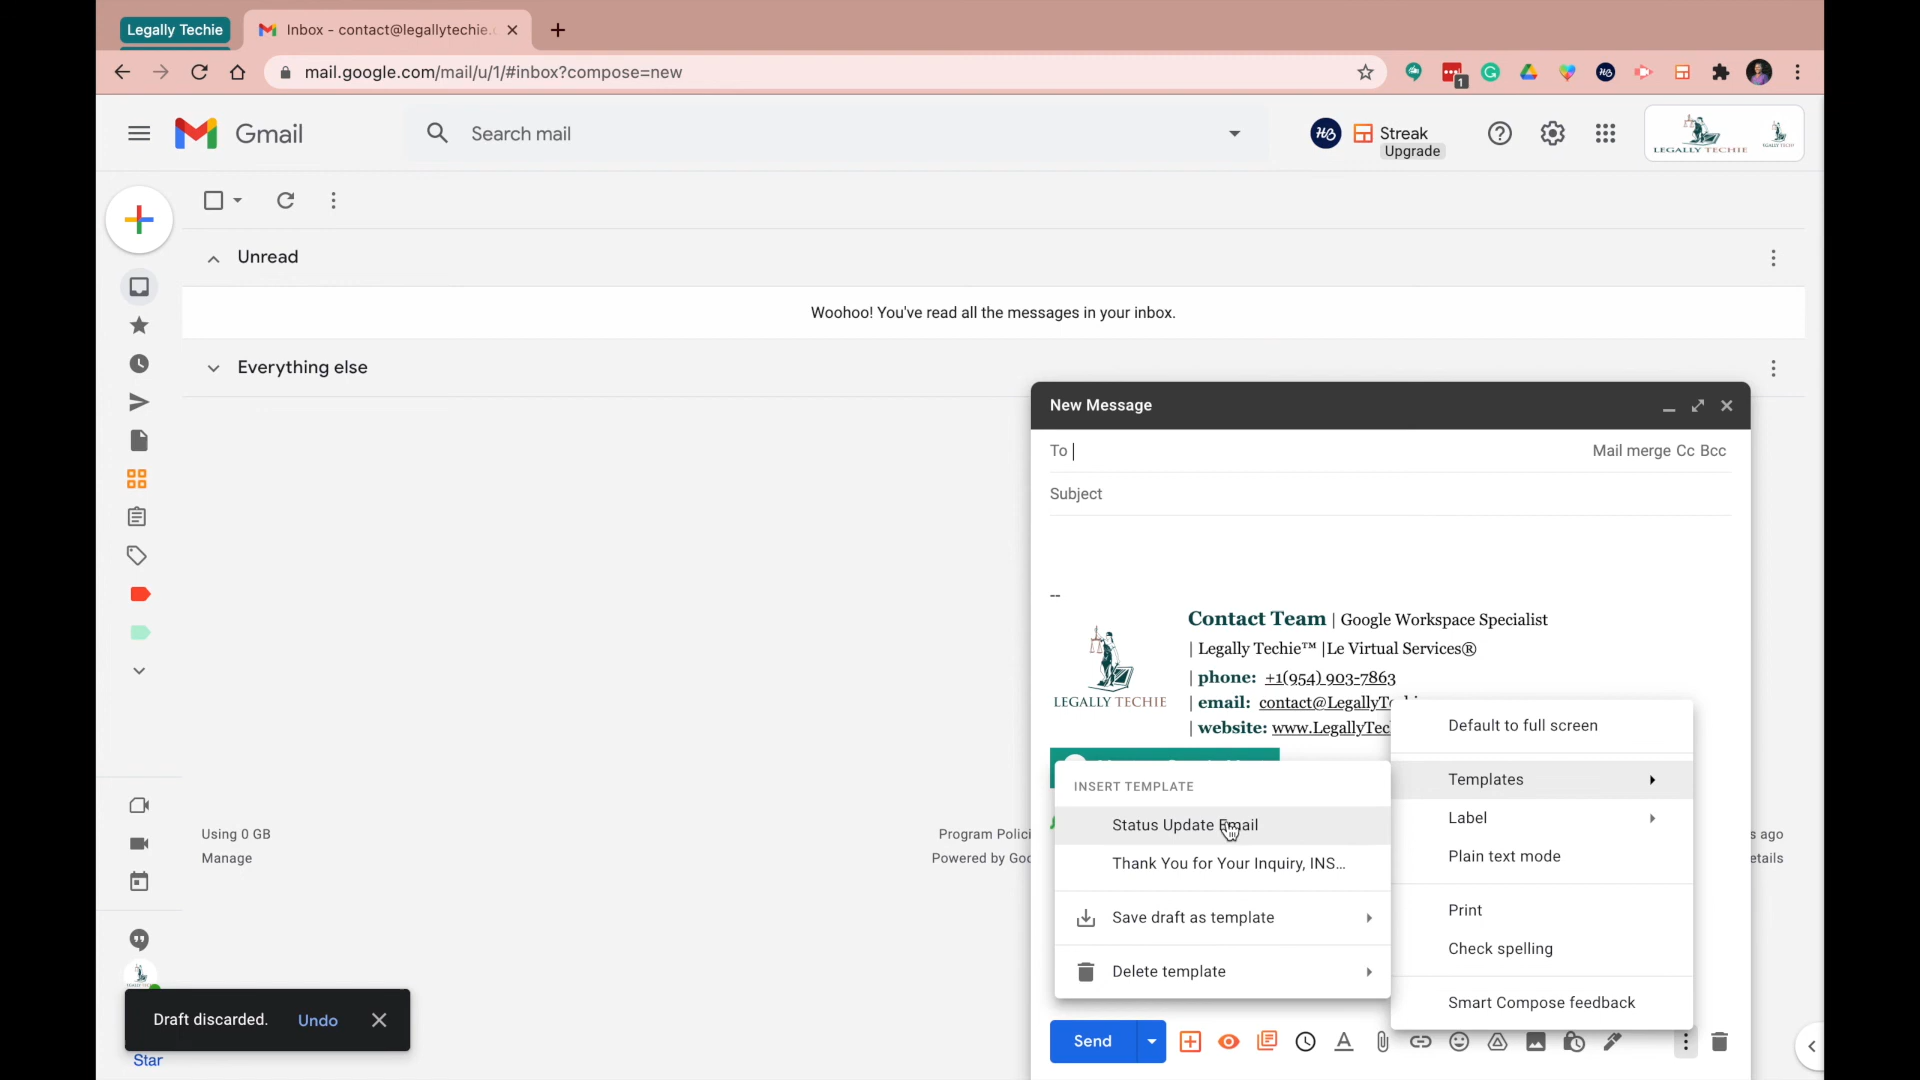 Legally Techie
Inbox - contact@legallytechie.
mail.google.com/mail/u/1/#inbox?compose=new
1
Gmail
Search mail
Streak
Upgrade
LEGALLY TECHIE
Unread
Woohoo! You've read all the messages in your inbox.
Everything else
New Message
To
Mail merge Cc Bcc
Subject
--
LEGALLY TECHIE
Contact Team | Google Workspace Specialist
| Legally Techie™ |Le Virtual Services®
| phone: +1(954) 903-7863
| email: contact@LegallyTechi
| website: www.LegallyTec
Default to full screen
Templates
Label
Plain text mode
Print
Check spelling
Smart Compose feedback
INSERT TEMPLATE
Status Update Email
Thank You for Your Inquiry, INS...
Save draft as template
Delete template
Using 0 GB
Manage
Program Polici
Powered by Goo
s ago
etails
Draft discarded. Undo
Star
Send